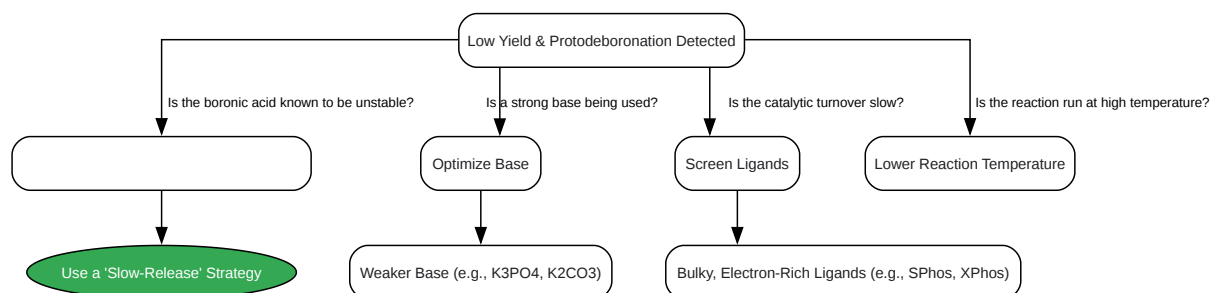 Low Yield & Protodeboronation Detected
Is the boronic acid known to be unstable?
Is a strong base being used?
Is the catalytic turnover slow?
Is the reaction run at high temperature?
Optimize Base
Screen Ligands
Lower Reaction Temperature
Use a 'Slow-Release' Strategy
Weaker Base (e.g., K3PO4, K2CO3)
Bulky, Electron-Rich Ligands (e.g., SPhos, XPhos)